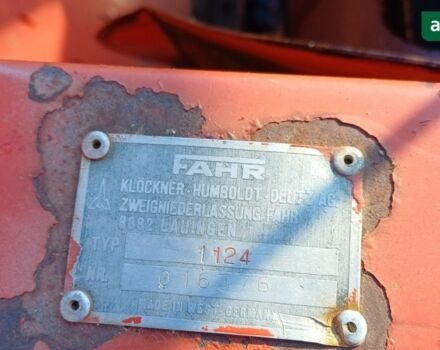 FAHR
KLÖCKNER-HUMBOLDT-DEUTZ AG
ZWEIGNIEDERLASSUNG FAHR
8882 LAUINGEN
TYP 1124
NR.
MADE IN WEST-GERMANY
a